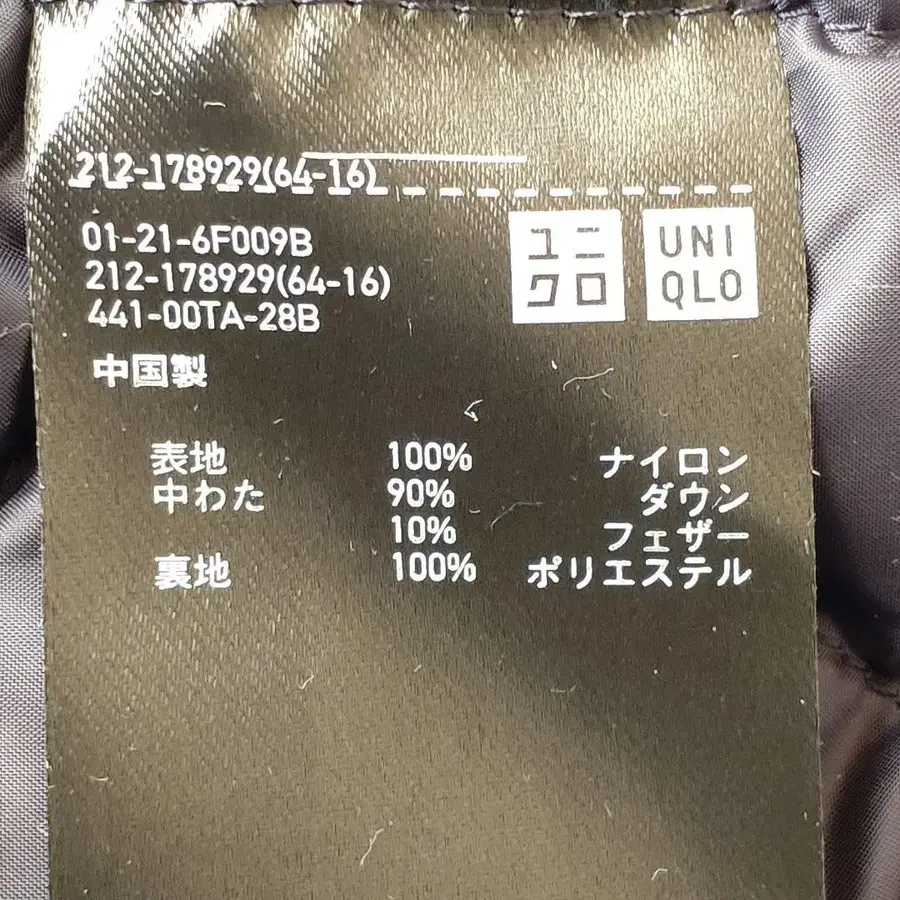 212-178929(64-16)
01-21-6F009B
212-178929(64-16)
441-00TA-28B
中国製
ユニ
クロ
UNI
QLO
表地 100% ナイロン
中わた 90% ダウン
10% フェザー
裏地 100% ポリエステル